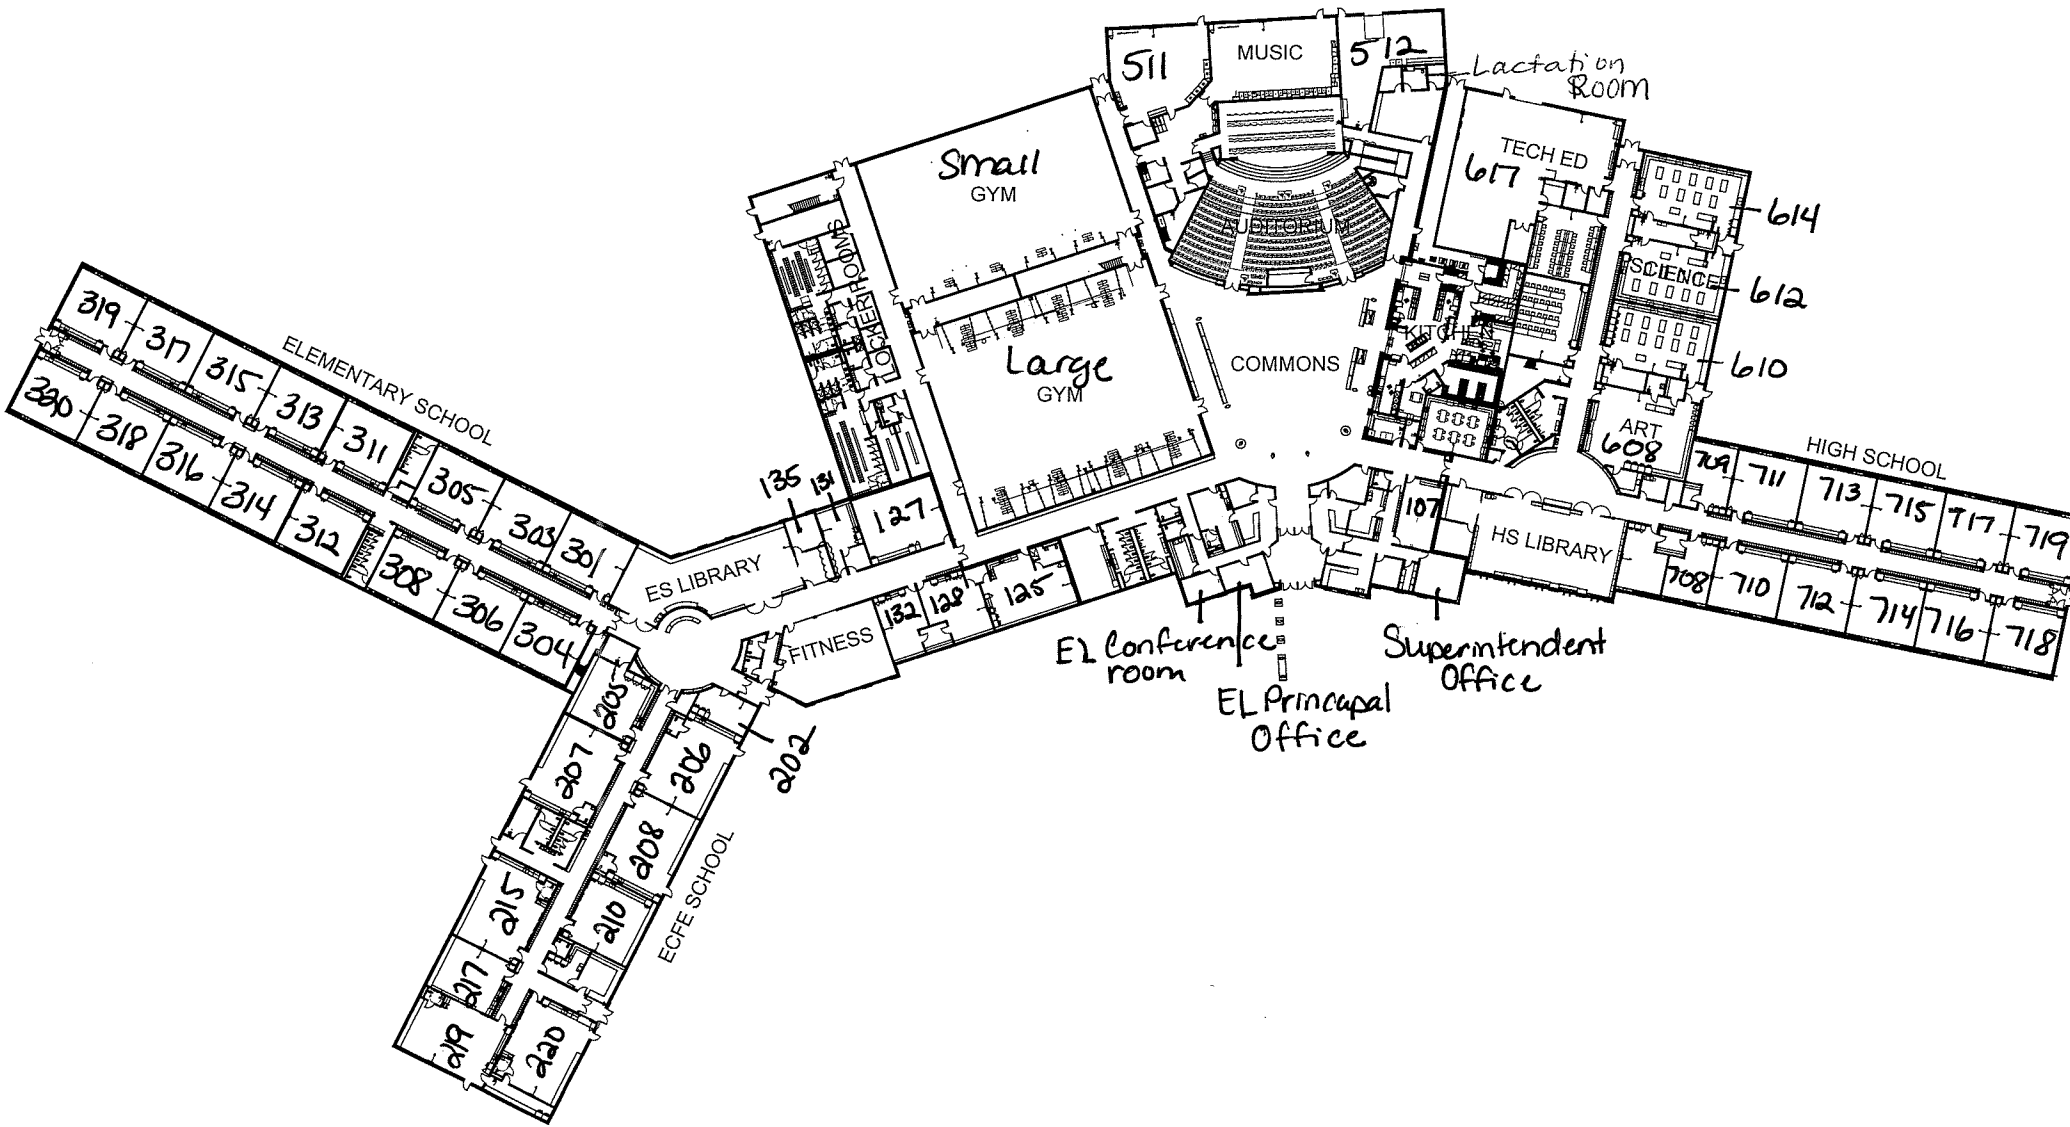 511
MUSIC
512
Lactation
Room
Small
GYM
TECH ED
617
614
AUDITORIUM
SCIENCE
612
LOCKER ROOMS
KITCHEN
COMMONS
Large
GYM
610
ART
608
ELEMENTARY SCHOOL
319
317
315
313
311
305
303
301
320
318
316
314
312
308
306
304
135
131
127
ES LIBRARY
FITNESS
132
128
125
107
HS LIBRARY
HIGH SCHOOL
709
711
713
715
717
719
708
710
712
714
716
718
EL Conference
room
EL Principal
Office
Superintendent
Office
205
207
202
206
208
215
210
ECFE SCHOOL
217
219
220